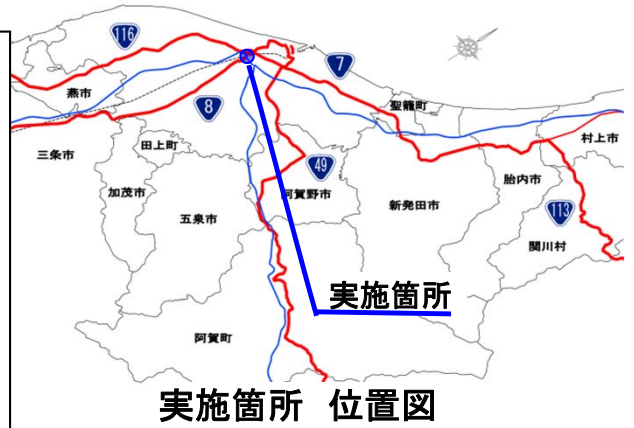 116
7
燕市
8
聖籠町
三条市
田上町
49
村上市
加茂市
阿賀野市
胎内市
五泉市
新発田市
113
関川村
実施箇所
阿賀町
実施箇所 位置図